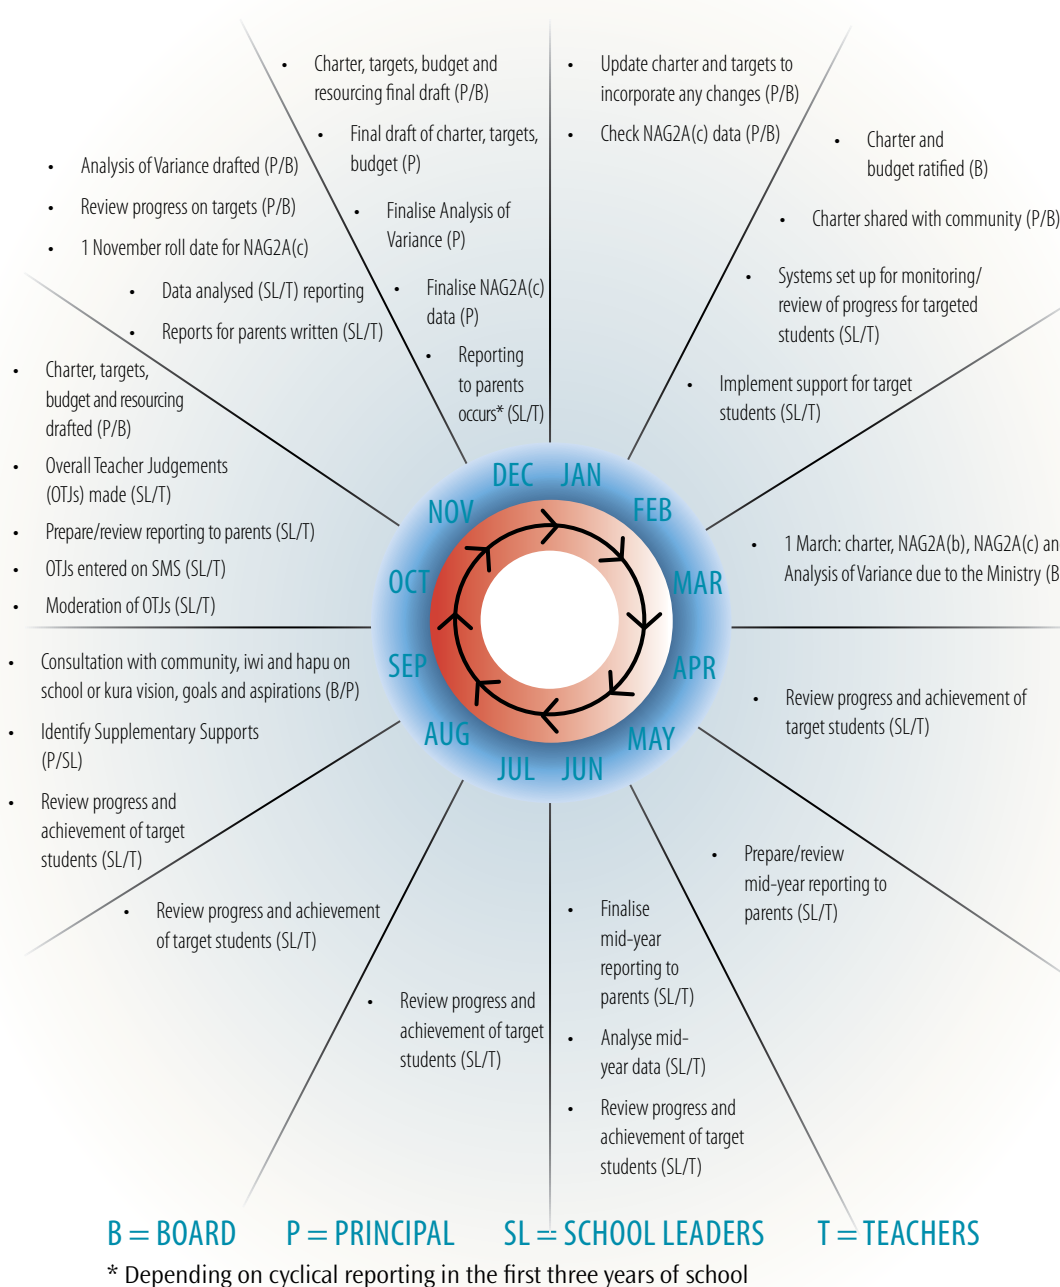 • Charter, targets, budget and
resourcing final draft (P/B)
• Final draft of charter, targets,
budget (P)
• Finalise Analysis of
Variance (P)
• Finalise NAG2A(c)
data (P)
• Reporting
to parents
occurs* (SL/T)
• Update charter and targets to
incorporate any changes (P/B)
• Check NAG2A(c) data (P/B)
• Charter and
budget ratified (B)
• Charter shared with community (P/B)
• Systems set up for monitoring/
review of progress for targeted
students (SL/T)
• Implement support for target
students (SL/T)
• Analysis of Variance drafted (P/B)
• Review progress on targets (P/B)
• 1 November roll date for NAG2A(c)
• Data analysed (SL/T) reporting
• Reports for parents written (SL/T)
• Charter, targets,
budget and resourcing
drafted (P/B)
• Overall Teacher Judgements
(OTJs) made (SL/T)
• Prepare/review reporting to parents (SL/T)
• OTJs entered on SMS (SL/T)
• Moderation of OTJs (SL/T)
DEC JAN
NOV FEB
OCT MAR
SEP APR
AUG MAY
JUL JUN
• 1 March: charter, NAG2A(b), NAG2A(c) an
Analysis of Variance due to the Ministry (B
• Consultation with community, iwi and hapu on
school or kura vision, goals and aspirations (B/P)
• Identify Supplementary Supports
(P/SL)
• Review progress and
achievement of target
students (SL/T)
• Review progress and achievement of
target students (SL/T)
• Prepare/review
mid-year reporting to
parents (SL/T)
• Review progress and achievement
of target students (SL/T)
• Review progress and
achievement of target
students (SL/T)
• Finalise
mid-year
reporting to
parents (SL/T)
• Analyse mid-
year data (SL/T)
• Review progress and
achievement of target
students (SL/T)
B = BOARD P = PRINCIPAL SL = SCHOOL LEADERS T = TEACHERS
* Depending on cyclical reporting in the first three years of school